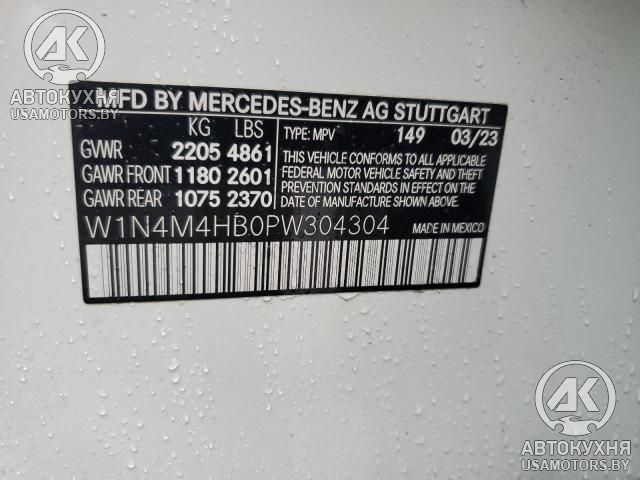 АК
АВТОКУХНЯ
USAMOTORS.BY
MFD BY MERCEDES-BENZ AG STUTTGART
KG LBS TYPE: MPV 149 03/23
GVWR 2205 4861
GAWR FRONT 1180 2601
GAWR REAR 1075 2370
THIS VEHICLE CONFORMS TO ALL APPLICABLE
FEDERAL MOTOR VEHICLE SAFETY AND THEFT
PREVENTION STANDARDS IN EFFECT ON THE
DATE OF MANUFACTURE SHOWN ABOVE.
W1N4M4HB0PW304304 MADE IN MEXICO
АК
АВТОКУХНЯ
USAMOTORS.BY